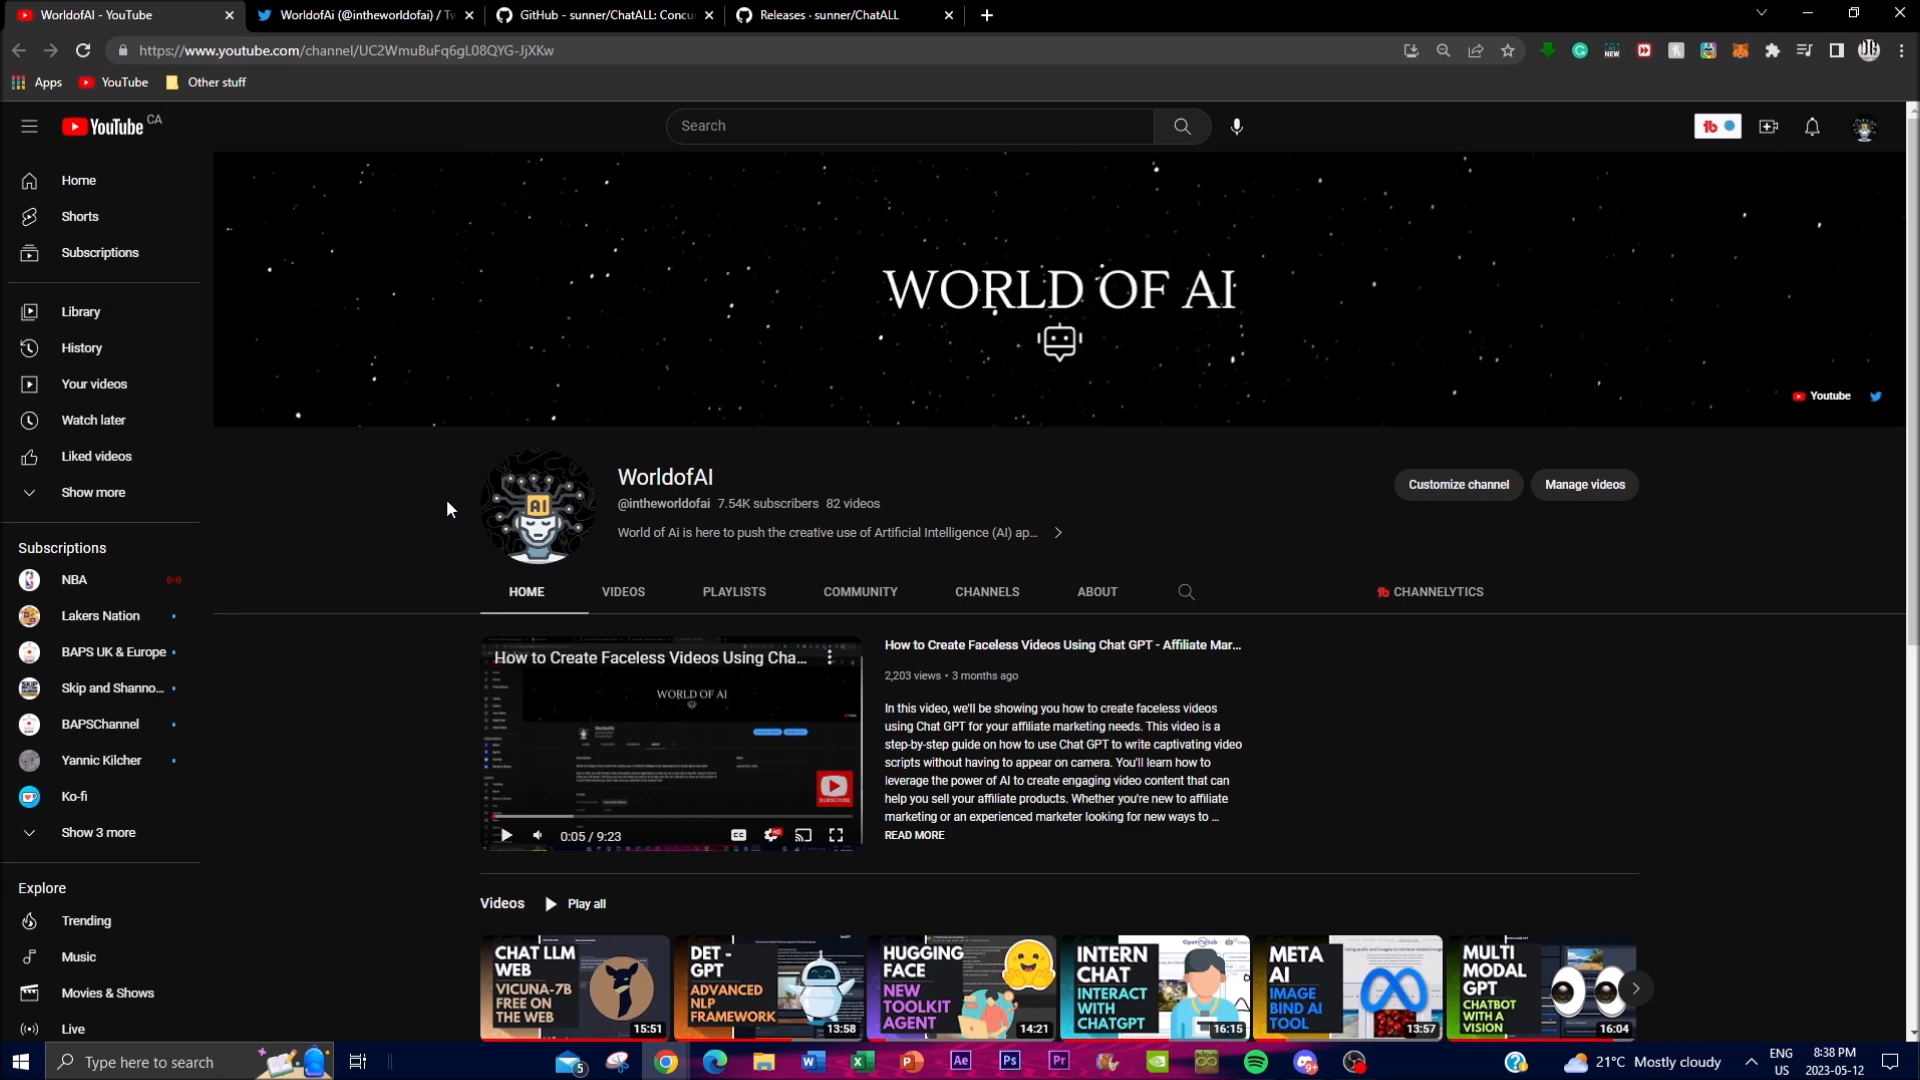 WorldofAI - YouTube
WorldofAi (@intheworldofai) / Tw
GitHub - sunner/ChatALL: Concu
Releases · sunner/ChatALL
https://www.youtube.com/channel/UC2WmuBuFq6gL08QYG-JjXKw
NEW
Apps
YouTube
Other stuff
YouTube CA
Search
tb
Home
Shorts
Subscriptions
Library
History
Your videos
Watch later
Liked videos
Show more
Subscriptions
NBA
Lakers Nation
BAPS UK & Europe
Skip and Shanno...
BAPSChannel
Yannic Kilcher
Ko-fi
Show 3 more
Explore
Trending
Music
Movies & Shows
Live
WORLD OF AI
Youtube
AI
WorldofAI
@intheworldofai 7.54K subscribers 82 videos
World of Ai is here to push the creative use of Artificial Intelligence (AI) ap...
Customize channel
Manage videos
HOME
VIDEOS
PLAYLISTS
COMMUNITY
CHANNELS
ABOUT
tb CHANNELYTICS
How to Create Faceless Videos Using Cha...
WORLD OF AI
SUBSCRIBE
0:05 / 9:23
CC
HD
How to Create Faceless Videos Using Chat GPT - Affiliate Mar...
2,203 views • 3 months ago
In this video, we'll be showing you how to create faceless videos
using Chat GPT for your affiliate marketing needs. This video is a
step-by-step guide on how to use Chat GPT to write captivating video
scripts without having to appear on camera. You'll learn how to
leverage the power of AI to create engaging video content that can
help you sell your affiliate products. Whether you're new to affiliate
marketing or an experienced marketer looking for new ways to ...
READ MORE
Videos
Play all
CHAT LLM
WEB
VICUNA-7B
FREE ON
THE WEB
15:51
DET -
GPT
ADVANCED
NLP
FRAMEWORK
13:58
HUGGING
FACE
NEW
TOOLKIT
AGENT
14:21
INTERN
CHAT
INTERACT
WITH
CHATGPT
16:15
META
AI
IMAGE
BIND AI
TOOL
13:57
MULTI
MODAL
GPT
CHATBOT
WITH A
VISION
16:04
Type here to search
5
Ae
Ps
Pr
9+
21°C Mostly cloudy
ENG
US
8:38 PM
2023-05-12